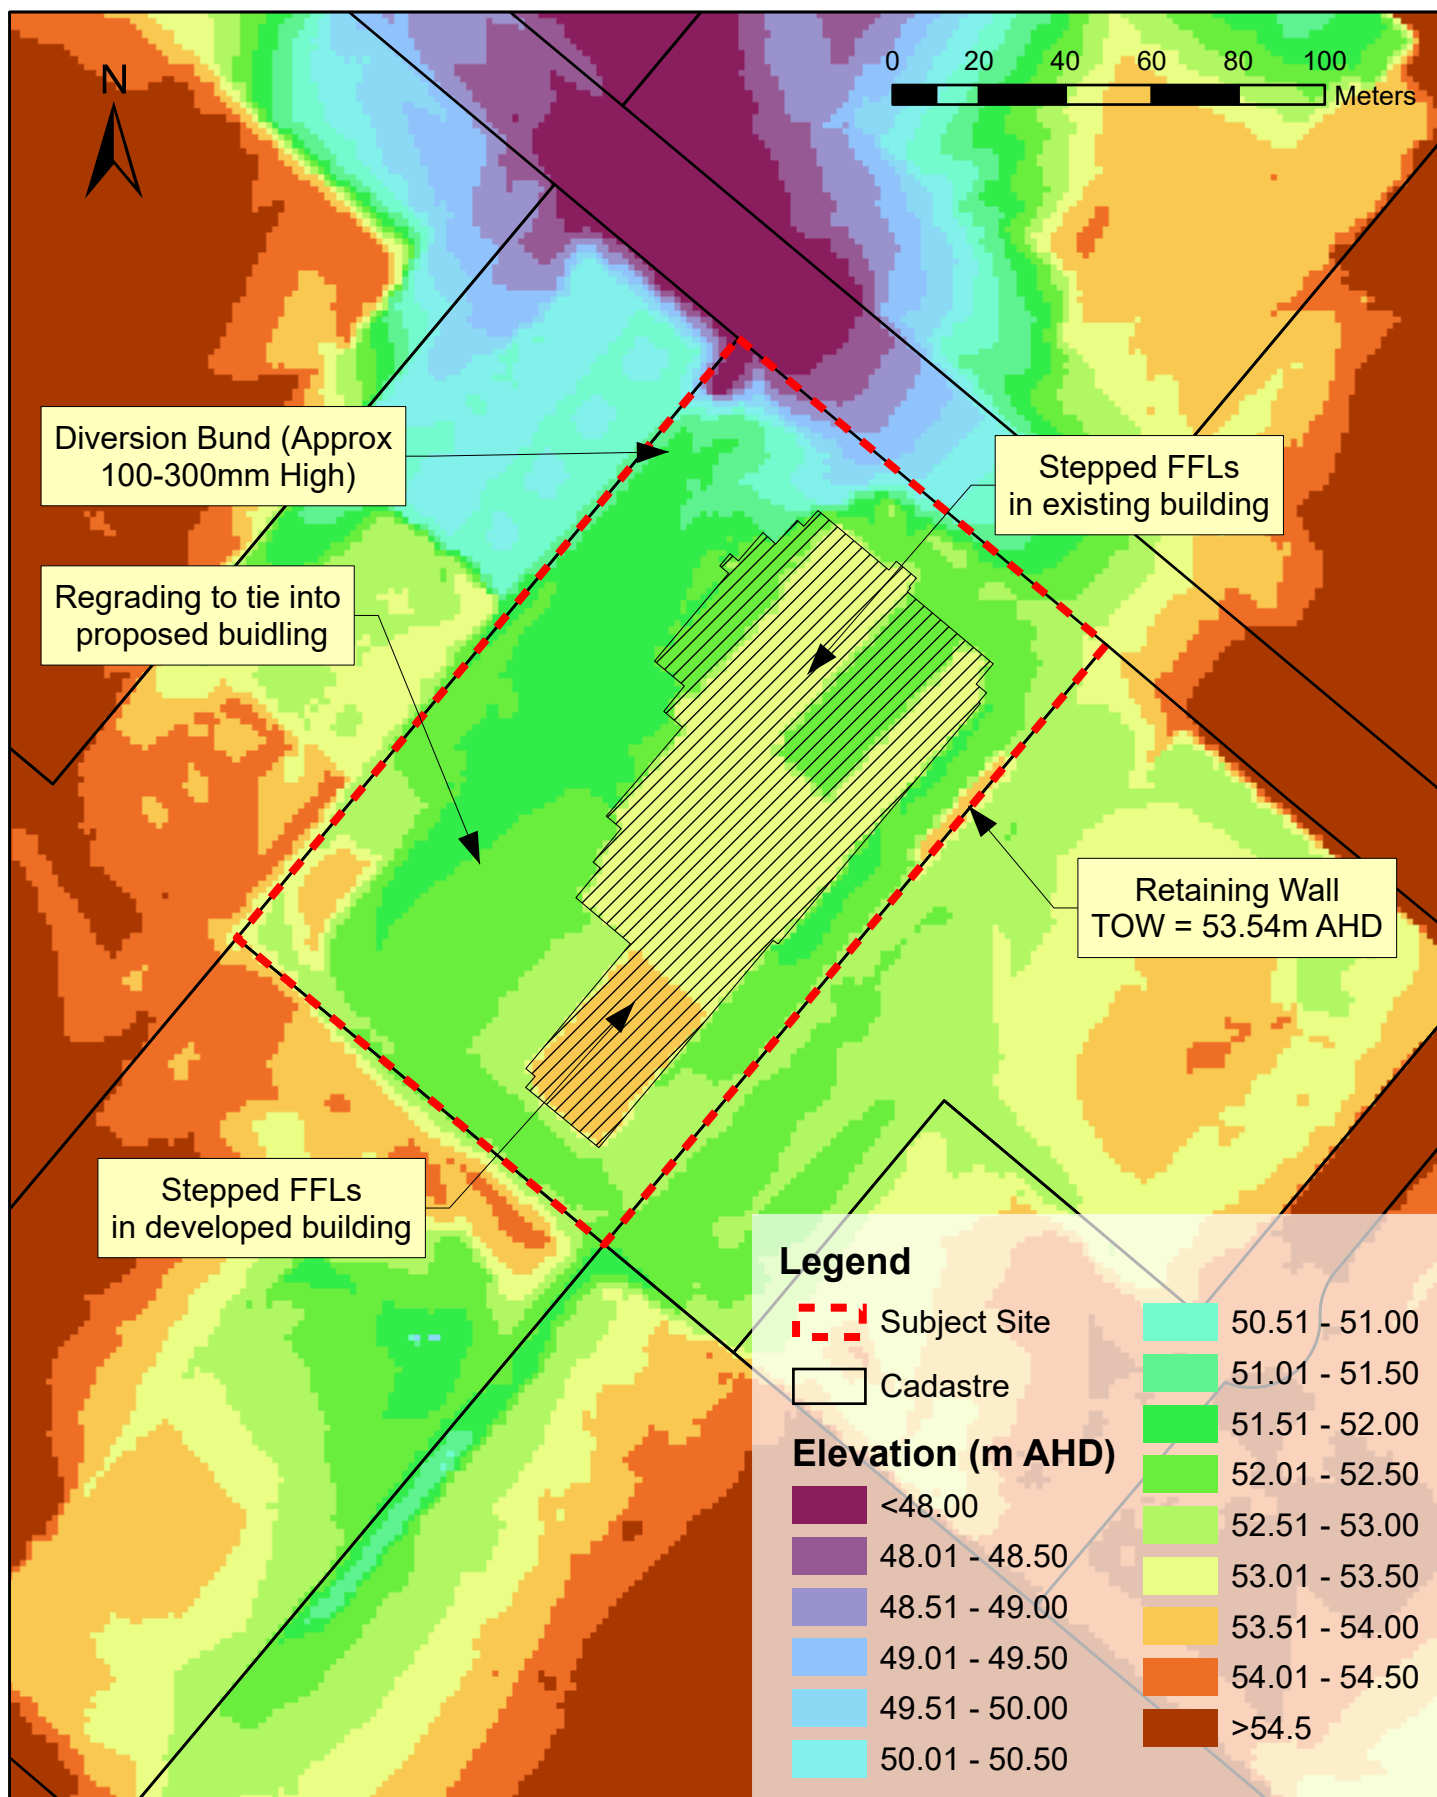 N
0 20 40 60 80 100
Meters
Diversion Bund (Approx
100-300mm High)
Stepped FFLs
in existing building
Regrading to tie into
proposed buidling
Retaining Wall
TOW = 53.54m AHD
Stepped FFLs
in developed building
Legend
Subject Site
Cadastre
Elevation (m AHD)
<48.00
48.01 - 48.50
48.51 - 49.00
49.01 - 49.50
49.51 - 50.00
50.01 - 50.50
50.51 - 51.00
51.01 - 51.50
51.51 - 52.00
52.01 - 52.50
52.51 - 53.00
53.01 - 53.50
53.51 - 54.00
54.01 - 54.50
>54.5